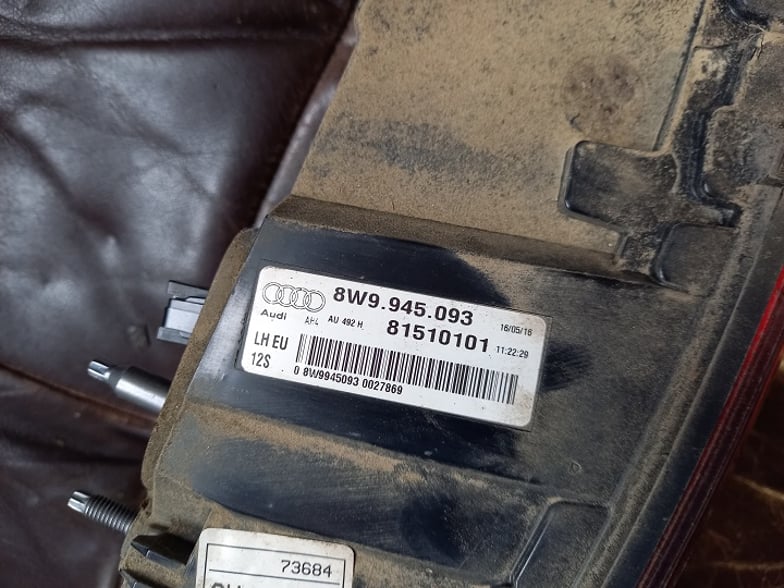 8W9.945.093
16/05/16
Audi
AU 492 H
81510101
11:22:29
LH EU
12S
0 8W9945093 0027869
73684